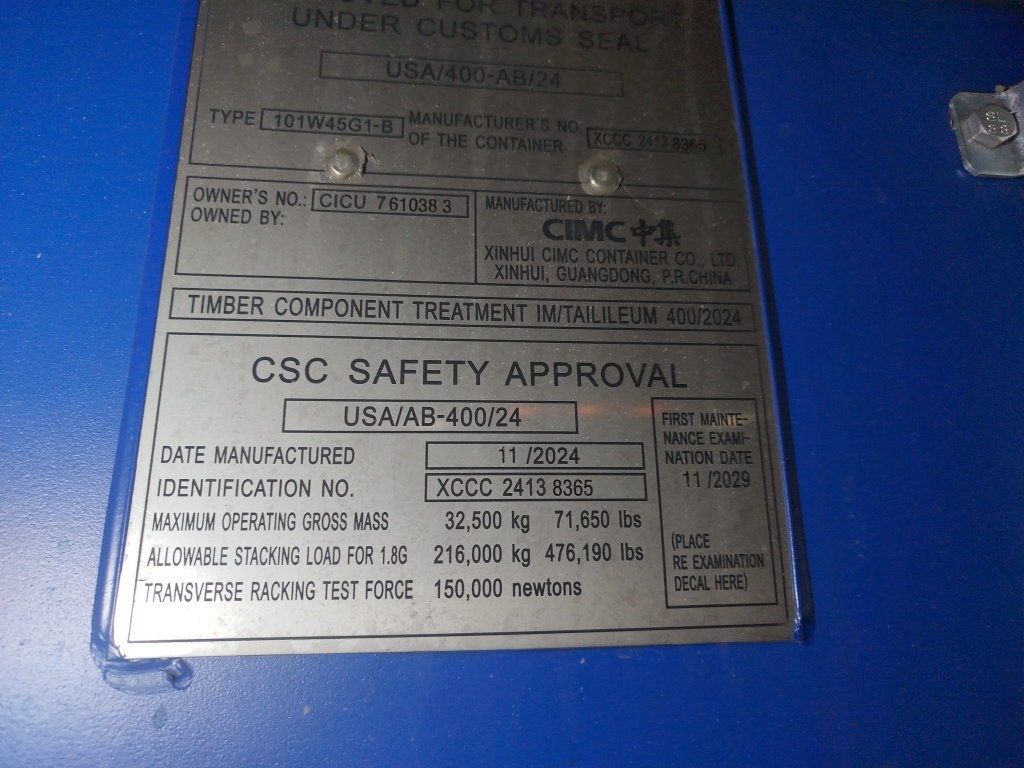 FOR TRANSPORT
UNDER CUSTOMS SEAL
USA/400-AB/24
TYPE 101W45G1-B MANUFACTURER'S NO.
OF THE CONTAINER XCCC 2413 8365
OWNER'S NO.: CICU 761038 3
OWNED BY:
MANUFACTURED BY:
CIMC 中集
XINHUI CIMC CONTAINER CO., LTD
XINHUI, GUANGDONG, P.R.CHINA
TIMBER COMPONENT TREATMENT IM/TAILILEUM 400/2024
CSC SAFETY APPROVAL
USA/AB-400/24
DATE MANUFACTURED 11 /2024
IDENTIFICATION NO. XCCC 2413 8365
MAXIMUM OPERATING GROSS MASS 32,500 kg 71,650 lbs
ALLOWABLE STACKING LOAD FOR 1.8G 216,000 kg 476,190 lbs
TRANSVERSE RACKING TEST FORCE 150,000 newtons
FIRST MAINTE-
NANCE EXAMI-
NATION DATE
11 /2029
(PLACE
RE EXAMINATION
DECAL HERE)